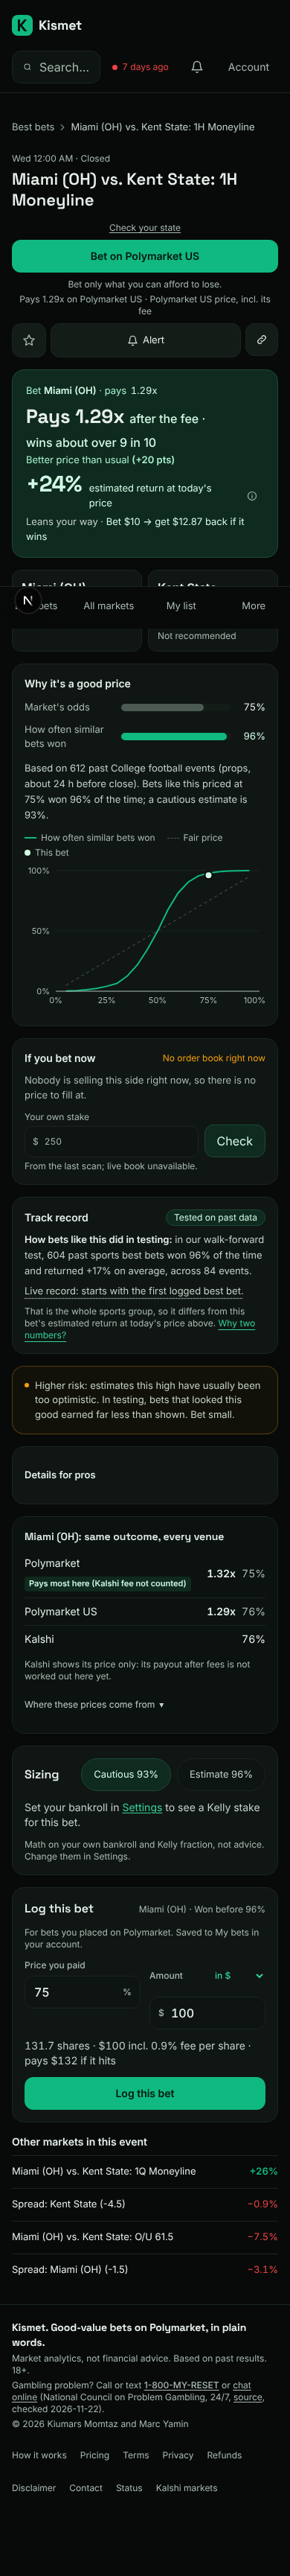 Kismet
Search...
7 days ago
Account
Best bets > Miami (OH) vs. Kent State: 1H Moneyline
Wed 12:00 AM · Closed
Miami (OH) vs. Kent State: 1H
Moneyline
Check your state
Bet on Polymarket US
Bet only what you can afford to lose.
Pays 1.29x on Polymarket US · Polymarket US price, incl. its
fee
Alert
Bet Miami (OH) · pays 1.29x
Pays 1.29x after the fee ·
wins about over 9 in 10
Better price than usual (+20 pts)
+24% estimated return at today's
price
Leans your way · Bet $10 → get $12.87 back if it
wins
All markets
My list
More
Not recommended
Why it's a good price
Market's odds 75%
How often similar
bets won 96%
Based on 612 past College football events (props,
about 24 h before close). Bets like this priced at
75% won 96% of the time; a cautious estimate is
93%.
How often similar bets won
Fair price
This bet
100%
50%
0%
0% 25% 50% 75% 100%
If you bet now
No order book right now
Nobody is selling this side right now, so there is no
price to fill at.
Your own stake
$ 250
Check
From the last scan; live book unavailable.
Track record
Tested on past data
How bets like this did in testing: in our walk-forward
test, 604 past sports best bets won 96% of the time
and returned +17% on average, across 84 events.
Live record: starts with the first logged best bet.
That is the whole sports group, so it differs from this
bet's estimated return at today's price above. Why two
numbers?
Higher risk: estimates this high have usually been
too optimistic. In testing, bets that looked this
good earned far less than shown. Bet small.
Details for pros
Miami (OH): same outcome, every venue
Polymarket
Pays most here (Kalshi fee not counted)
1.32x 75%
Polymarket US 1.29x 76%
Kalshi 76%
Kalshi shows its price only: its payout after fees is not
worked out here yet.
Where these prices come from ▾
Sizing
Cautious 93%
Estimate 96%
Set your bankroll in Settings to see a Kelly stake
for this bet.
Math on your own bankroll and Kelly fraction, not advice.
Change them in Settings.
Log this bet
Miami (OH) · Won before 96%
For bets you placed on Polymarket. Saved to My bets in
your account.
Price you paid
75 %
Amount
in $
$ 100
131.7 shares · $100 incl. 0.9% fee per share ·
pays $132 if it hits
Log this bet
Other markets in this event
Miami (OH) vs. Kent State: 1Q Moneyline +26%
Spread: Kent State (-4.5) −0.9%
Miami (OH) vs. Kent State: O/U 61.5 −7.5%
Spread: Miami (OH) (-1.5) −3.1%
Kismet. Good-value bets on Polymarket, in plain
words.
Market analytics, not financial advice. Based on past results.
18+.
Gambling problem? Call or text 1-800-MY-RESET or chat
online (National Council on Problem Gambling, 24/7, source,
checked 2026-11-22).
© 2026 Kiumars Momtaz and Marc Yamin
How it works
Pricing
Terms
Privacy
Refunds
Disclaimer
Contact
Status
Kalshi markets